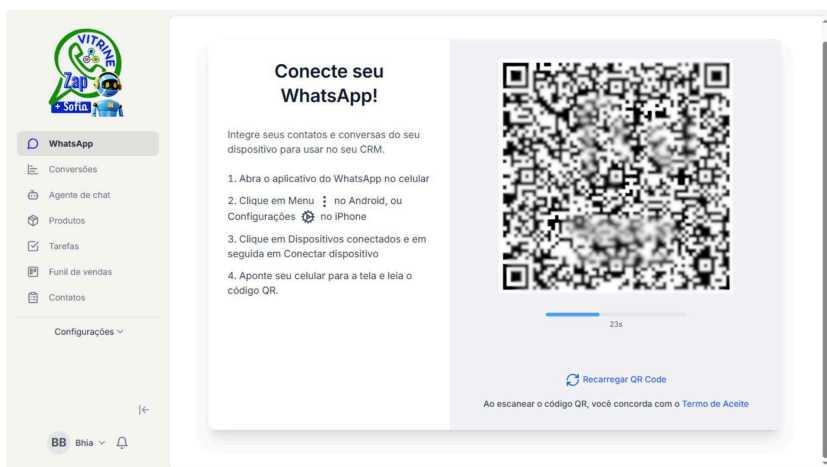 VITRINE
Zap
+ Sofia
WhatsApp
Conversões
Agente de chat
Produtos
Tarefas
Funil de vendas
Contatos
Configurações
BB Bhia
Conecte seu
WhatsApp!
Integre seus contatos e conversas do seu
dispositivo para usar no seu CRM.
1. Abra o aplicativo do WhatsApp no celular
2. Clique em Menu no Android, ou
Configurações no iPhone
3. Clique em Dispositivos conectados e em
seguida em Conectar dispositivo
4. Aponte seu celular para a tela e leia o
código QR.
23s
Recarregar QR Code
Ao escanear o código QR, você concorda com o Termo de Aceite